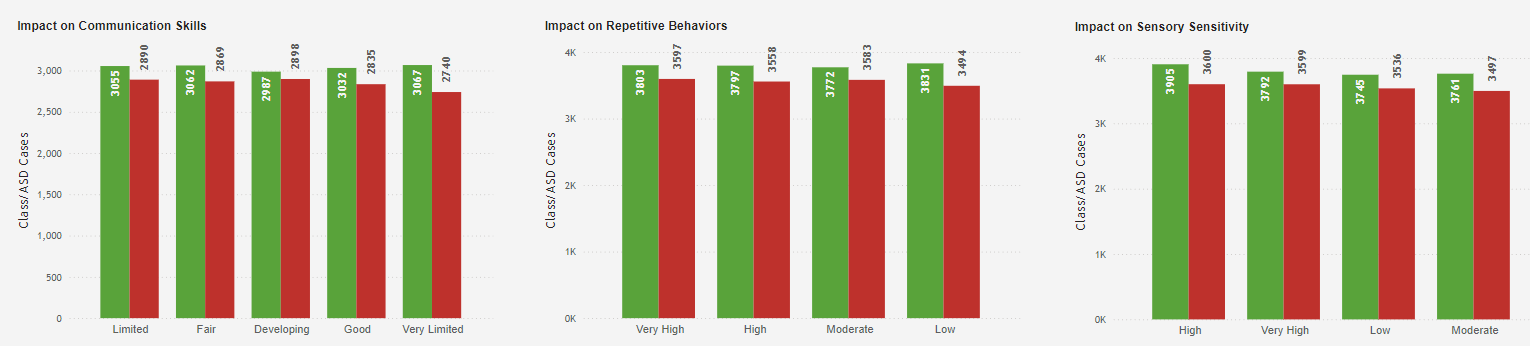 Impact on Communication Skills
Class/ASD Cases
3,000
2,500
2,000
1,500
1,000
500
0
3055 2890 3062 2869 2987 2898 3032 2835 3067 2740
Limited Fair Developing Good Very Limited
Impact on Repetitive Behaviors
Class/ASD Cases
4K
3K
2K
1K
0K
3803 3597 3797 3558 3772 3583 3831 3494
Very High High Moderate Low
Impact on Sensory Sensitivity
Class/ASD Cases
4K
3K
2K
1K
0K
3905 3600 3792 3599 3745 3536 3761 3497
High Very High Low Moderate